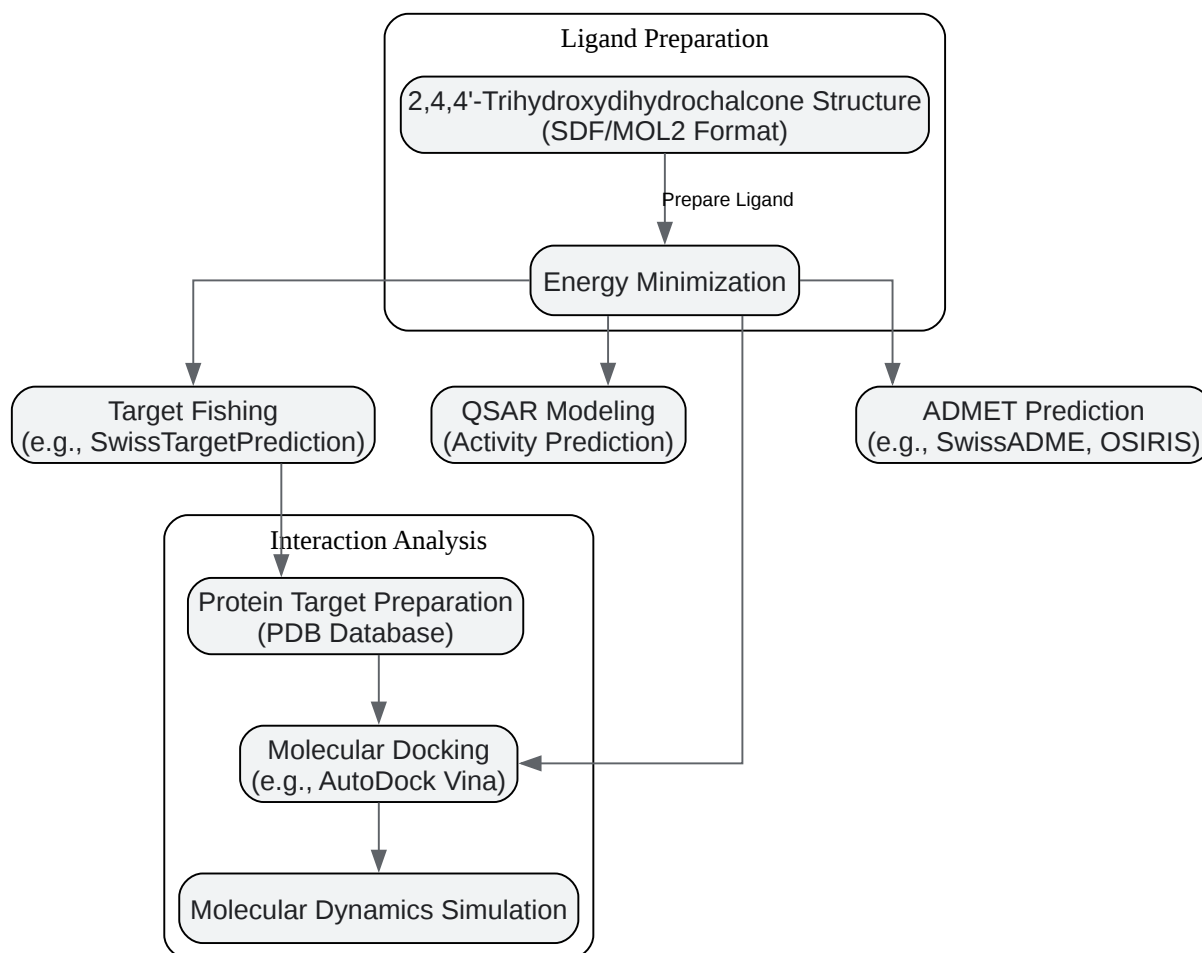 Ligand Preparation
2,4,4'-Trihydroxydihydrochalcone Structure
(SDF/MOL2 Format)
Prepare Ligand
Energy Minimization
Target Fishing
(e.g., SwissTargetPrediction)
QSAR Modeling
(Activity Prediction)
ADMET Prediction
(e.g., SwissADME, OSIRIS)
Interaction Analysis
Protein Target Preparation
(PDB Database)
Molecular Docking
(e.g., AutoDock Vina)
Molecular Dynamics Simulation